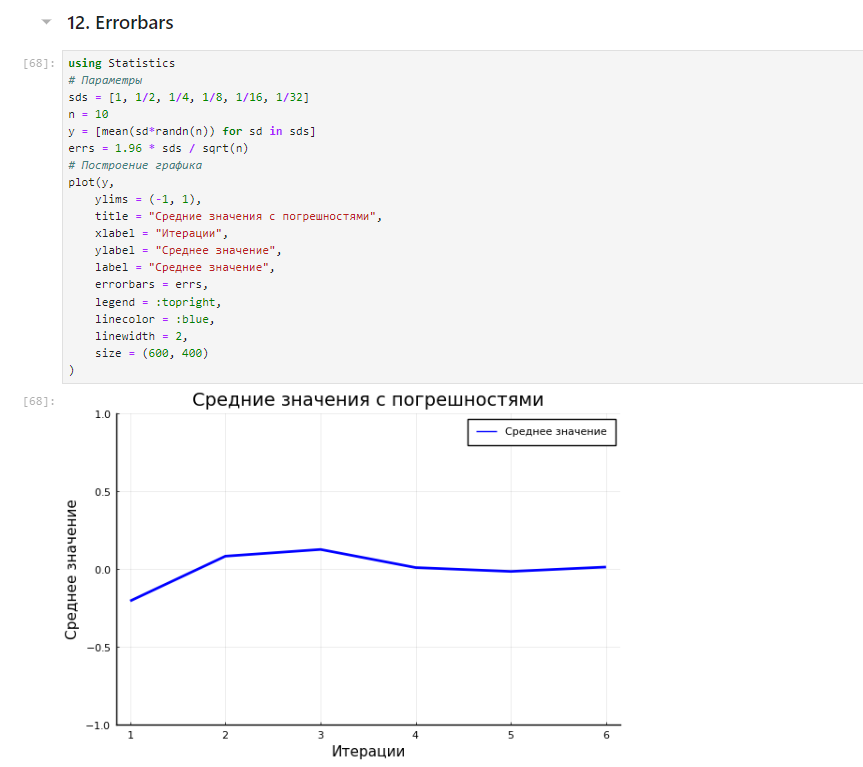 12. Errorbars
[68]:
using Statistics
# Параметры
sds = [1, 1/2, 1/4, 1/8, 1/16, 1/32]
n = 10
y = [mean(sd*randn(n)) for sd in sds]
errs = 1.96 * sds / sqrt(n)
# Построение графика
plot(y,
    ylims = (-1, 1),
    title = "Средние значения с погрешностями",
    xlabel = "Итерации",
    ylabel = "Среднее значение",
    label = "Среднее значение",
    errorbars = errs,
    legend = :topright,
    linecolor = :blue,
    linewidth = 2,
    size = (600, 400)
)
[68]:
Средние значения с погрешностями
Среднее значение
1.0
0.5
0.0
−0.5
−1.0
Среднее значение
1 2 3 4 5 6
Итерации